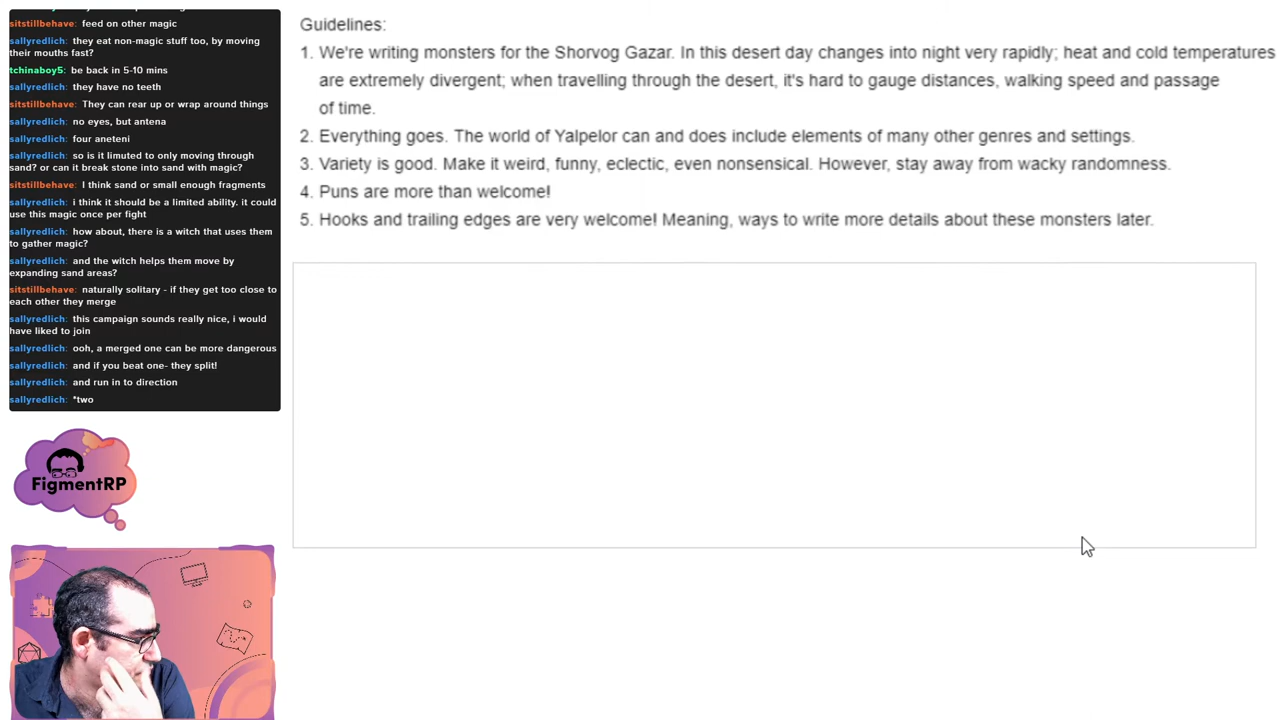 sitstillbehave: feed on other magic
sallyredlich: they eat non-magic stuff too, by moving
their mouths fast?
tchinaboy5: be back in 5-10 mins
sallyredlich: they have no teeth
sitstillbehave: They can rear up or wrap around things
sallyredlich: no eyes, but antena
sallyredlich: four aneteni
sallyredlich: so is it limuted to only moving through
sand? or can it break stone into sand with magic?
sitstillbehave: I think sand or small enough fragments
sallyredlich: i think it should be a limited ability. it could
use this magic once per fight
sallyredlich: how about, there is a witch that uses them
to gather magic?
sallyredlich: and the witch helps them move by
expanding sand areas?
sitstillbehave: naturally solitary - if they get too close to
each other they merge
sallyredlich: this campaign sounds really nice, i would
have liked to join
sallyredlich: ooh, a merged one can be more dangerous
sallyredlich: and if you beat one- they split!
sallyredlich: and run in to direction
sallyredlich: *two
FigmentRP
Guidelines:
1. We're writing monsters for the Shorvog Gazar. In this desert day changes into night very rapidly; heat and cold temperatures
are extremely divergent; when travelling through the desert, it's hard to gauge distances, walking speed and passage
of time.
2. Everything goes. The world of Yalpelor can and does include elements of many other genres and settings.
3. Variety is good. Make it weird, funny, eclectic, even nonsensical. However, stay away from wacky randomness.
4. Puns are more than welcome!
5. Hooks and trailing edges are very welcome! Meaning, ways to write more details about these monsters later.